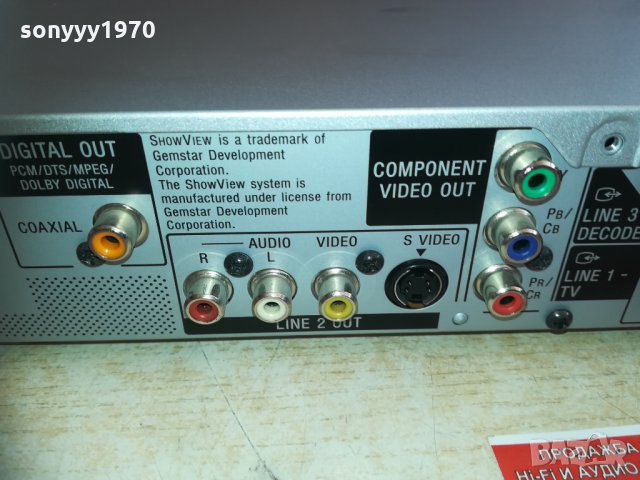 sonyyy1970
DIGITAL OUT
PCM/DTS/MPEG/
DOLBY DIGITAL
COAXIAL
SHOWVIEW is a trademark of
Gemstar Development
Corporation.
The ShowView system is
manufactured under license from
Gemstar Development
Corporation.
AUDIO
R
L
VIDEO
S VIDEO
LINE 2 OUT
COMPONENT
VIDEO OUT
Y
PB/
CB
PR/
CR
LINE 3
DECODE
LINE 1 -
TV
ПРОДАЖБА
Hi-Fi И АУДИО
BAZAR